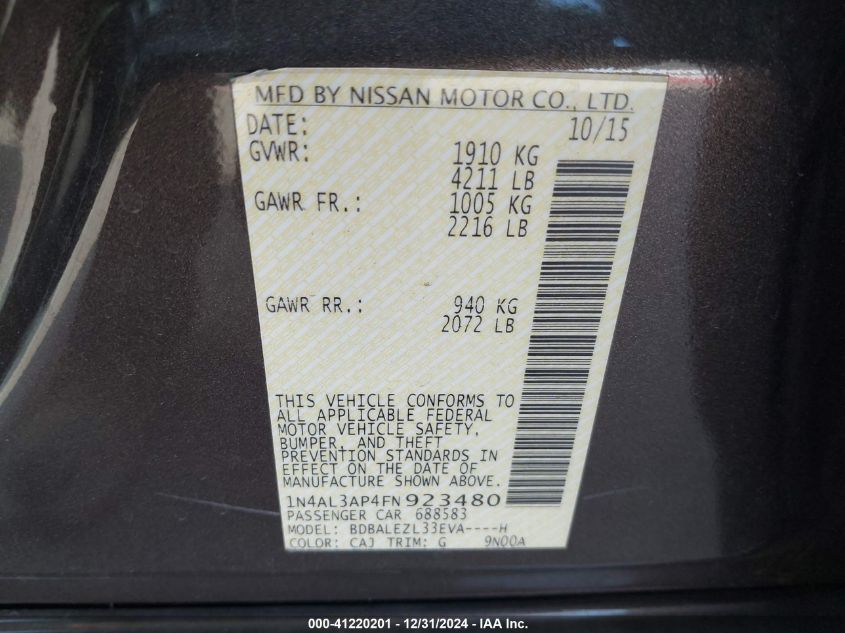 MFD BY NISSAN MOTOR CO., LTD.
DATE: 10/15
GVWR: 1910 KG
4211 LB
GAWR FR.: 1005 KG
2216 LB
GAWR RR.: 940 KG
2072 LB
THIS VEHICLE CONFORMS TO
ALL APPLICABLE FEDERAL
MOTOR VEHICLE SAFETY,
BUMPER, AND THEFT
PREVENTION STANDARDS IN
EFFECT ON THE DATE OF
MANUFACTURE SHOWN ABOVE.
1N4AL3AP4FN923480
PASSENGER CAR 688583
MODEL: BDBALEZL33EVA----H
COLOR: CAJ TRIM: G 9N00A
000-41220201 - 12/31/2024 - IAA Inc.